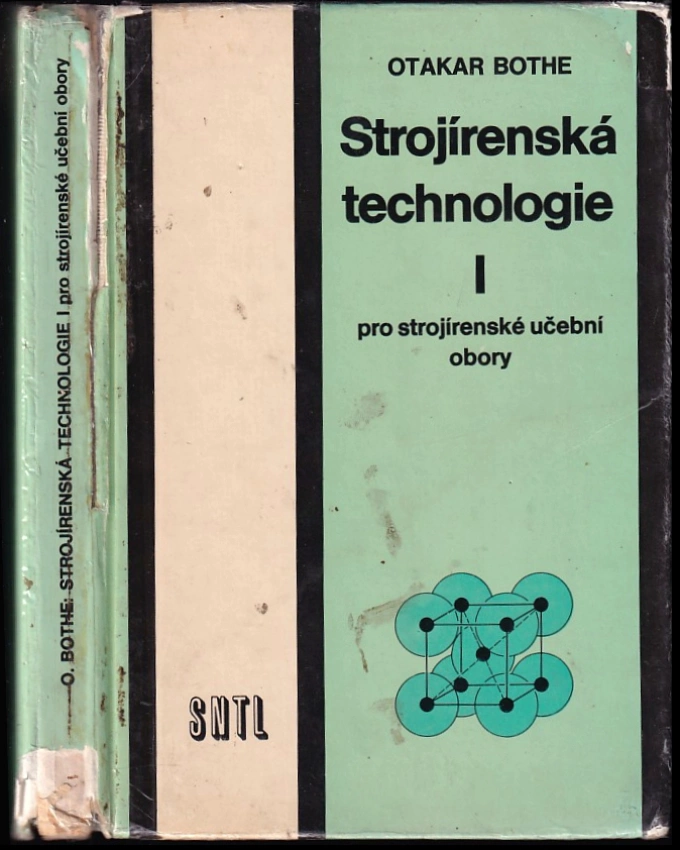 O. BOTHE: STROJÍRENSKÁ TECHNOLOGIE I pro strojírenské učební obory
OTAKAR BOTHE
Strojírenská
technologie
I
pro strojírenské učební
obory
SNTL